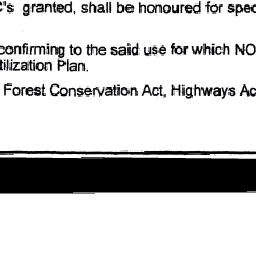 C's granted, shall be honoured for spec
confirming to the said use for which NO
tilization Plan.
Forest Conservation Act, Highways Ac